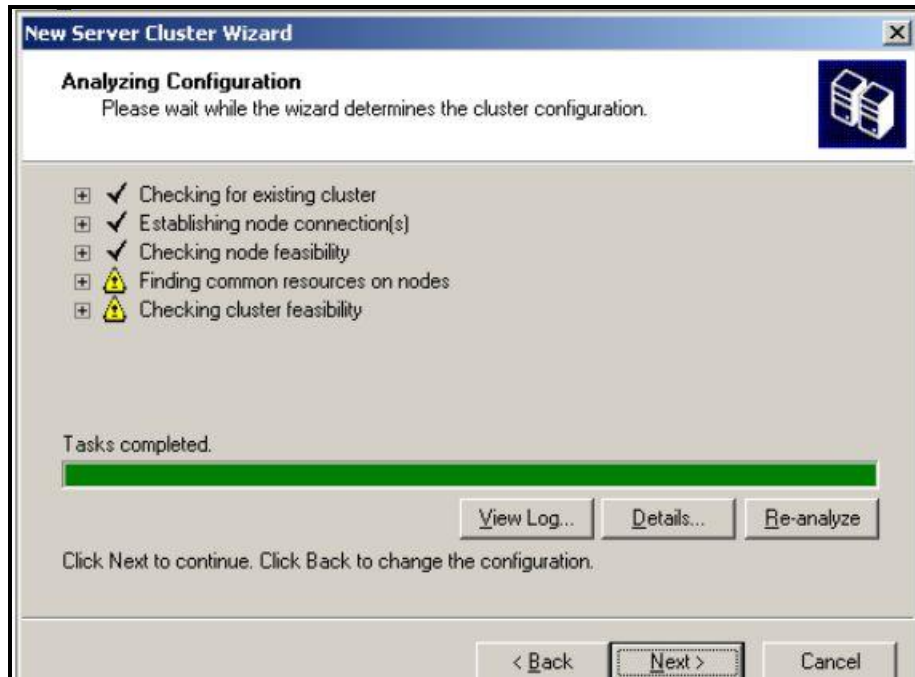 New Server Cluster Wizard
Analyzing Configuration
Please wait while the wizard determines the cluster configuration.
Checking for existing cluster
Establishing node connection(s)
Checking node feasibility
Finding common resources on nodes
Checking cluster feasibility
Tasks completed.
View Log... Details... Re-analyze
Click Next to continue. Click Back to change the configuration.
< Back Next > Cancel